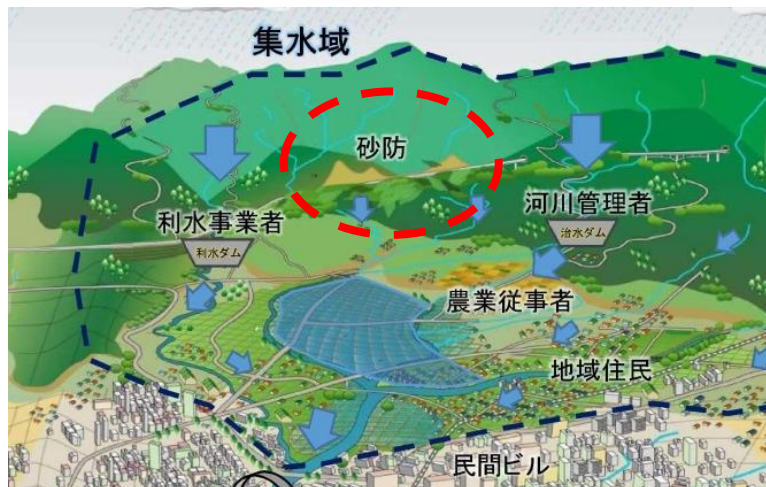 集水域
砂防
利水事業者
利水ダム
河川管理者
治水ダム
農業従事者
地域住民
民間ビル